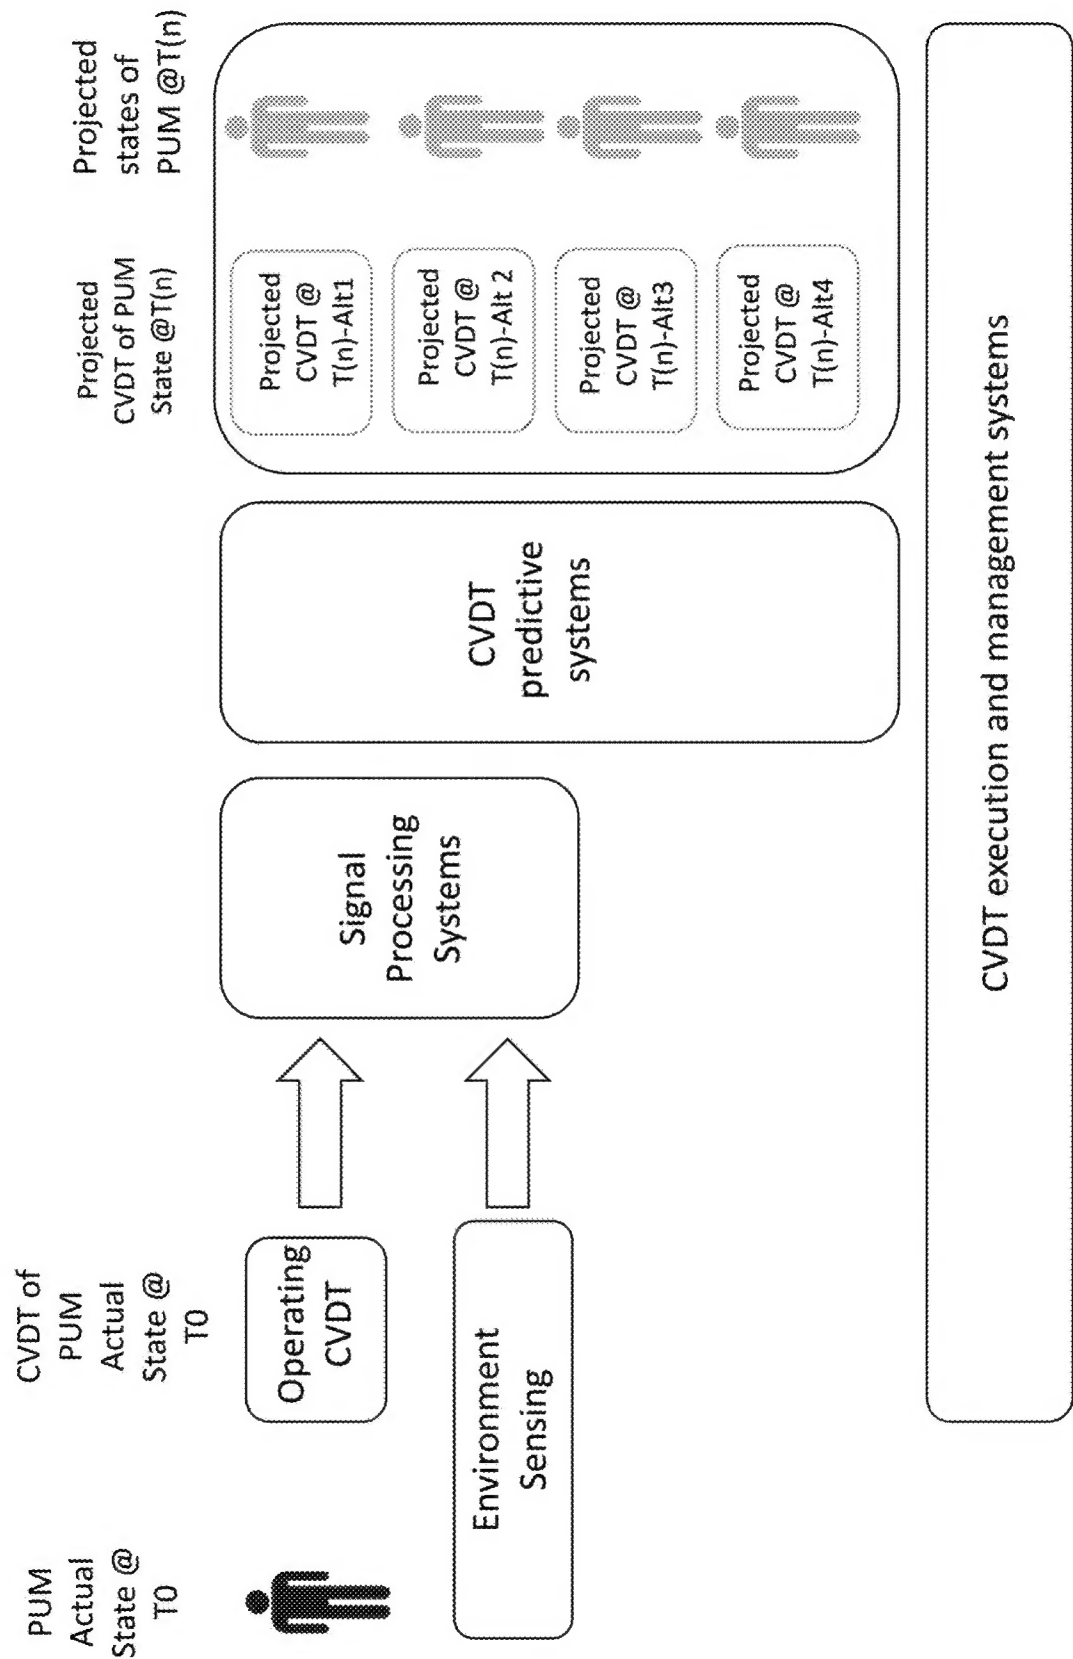 PUM
Actual
State @
T0
CVDT of
PUM
Actual
State @
T0
Projected
CVDT of PUM
State @T(n)
Projected
states of
PUM @T(n)
Operating
CVDT
Environment
Sensing
Signal
Processing
Systems
CVDT
predictive
systems
Projected
CVDT @
T(n)-Alt1
Projected
CVDT @
T(n)-Alt 2
Projected
CVDT @
T(n)-Alt3
Projected
CVDT @
T(n)-Alt4
CVDT execution and management systems